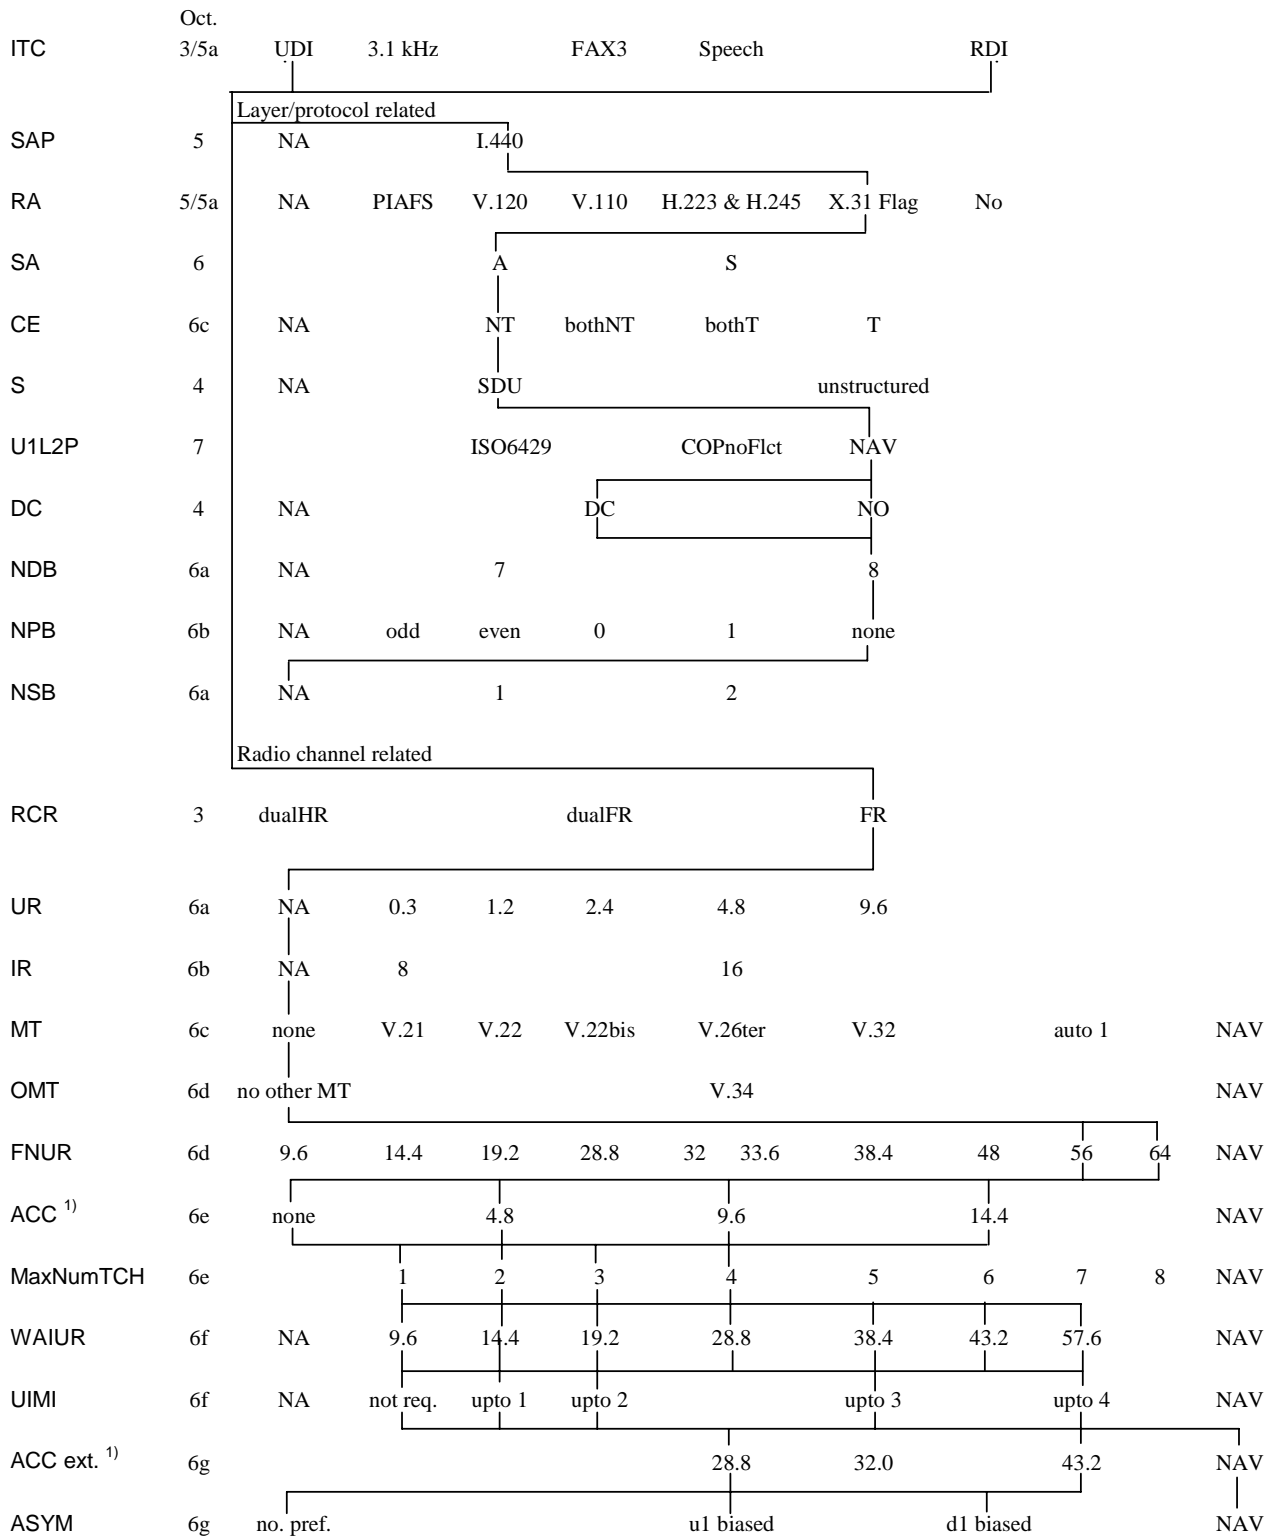 Oct.
ITC 3/5a UDI 3.1 kHz FAX3 Speech RDI
Layer/protocol related
SAP 5 NA I.440
RA 5/5a NA PIAFS V.120 V.110 H.223 & H.245 X.31 Flag No
SA 6 A S
CE 6c NA NT bothNT bothT T
S 4 NA SDU unstructured
U1L2P 7 ISO6429 COPnoFlct NAV
DC 4 NA DC NO
NDB 6a NA 7 8
NPB 6b NA odd even 0 1 none
NSB 6a NA 1 2
Radio channel related
RCR 3 dualHR dualFR FR
UR 6a NA 0.3 1.2 2.4 4.8 9.6
IR 6b NA 8 16
MT 6c none V.21 V.22 V.22bis V.26ter V.32 auto 1 NAV
OMT 6d no other MT V.34 NAV
FNUR 6d 9.6 14.4 19.2 28.8 32 33.6 38.4 48 56 64 NAV
ACC 1) 6e none 4.8 9.6 14.4 NAV
MaxNumTCH 6e 1 2 3 4 5 6 7 8 NAV
WAIUR 6f NA 9.6 14.4 19.2 28.8 38.4 43.2 57.6 NAV
UIMI 6f NA not req. upto 1 upto 2 upto 3 upto 4 NAV
ACC ext. 1) 6g 28.8 32.0 43.2 NAV
ASYM 6g no. pref. u1 biased d1 biased NAV